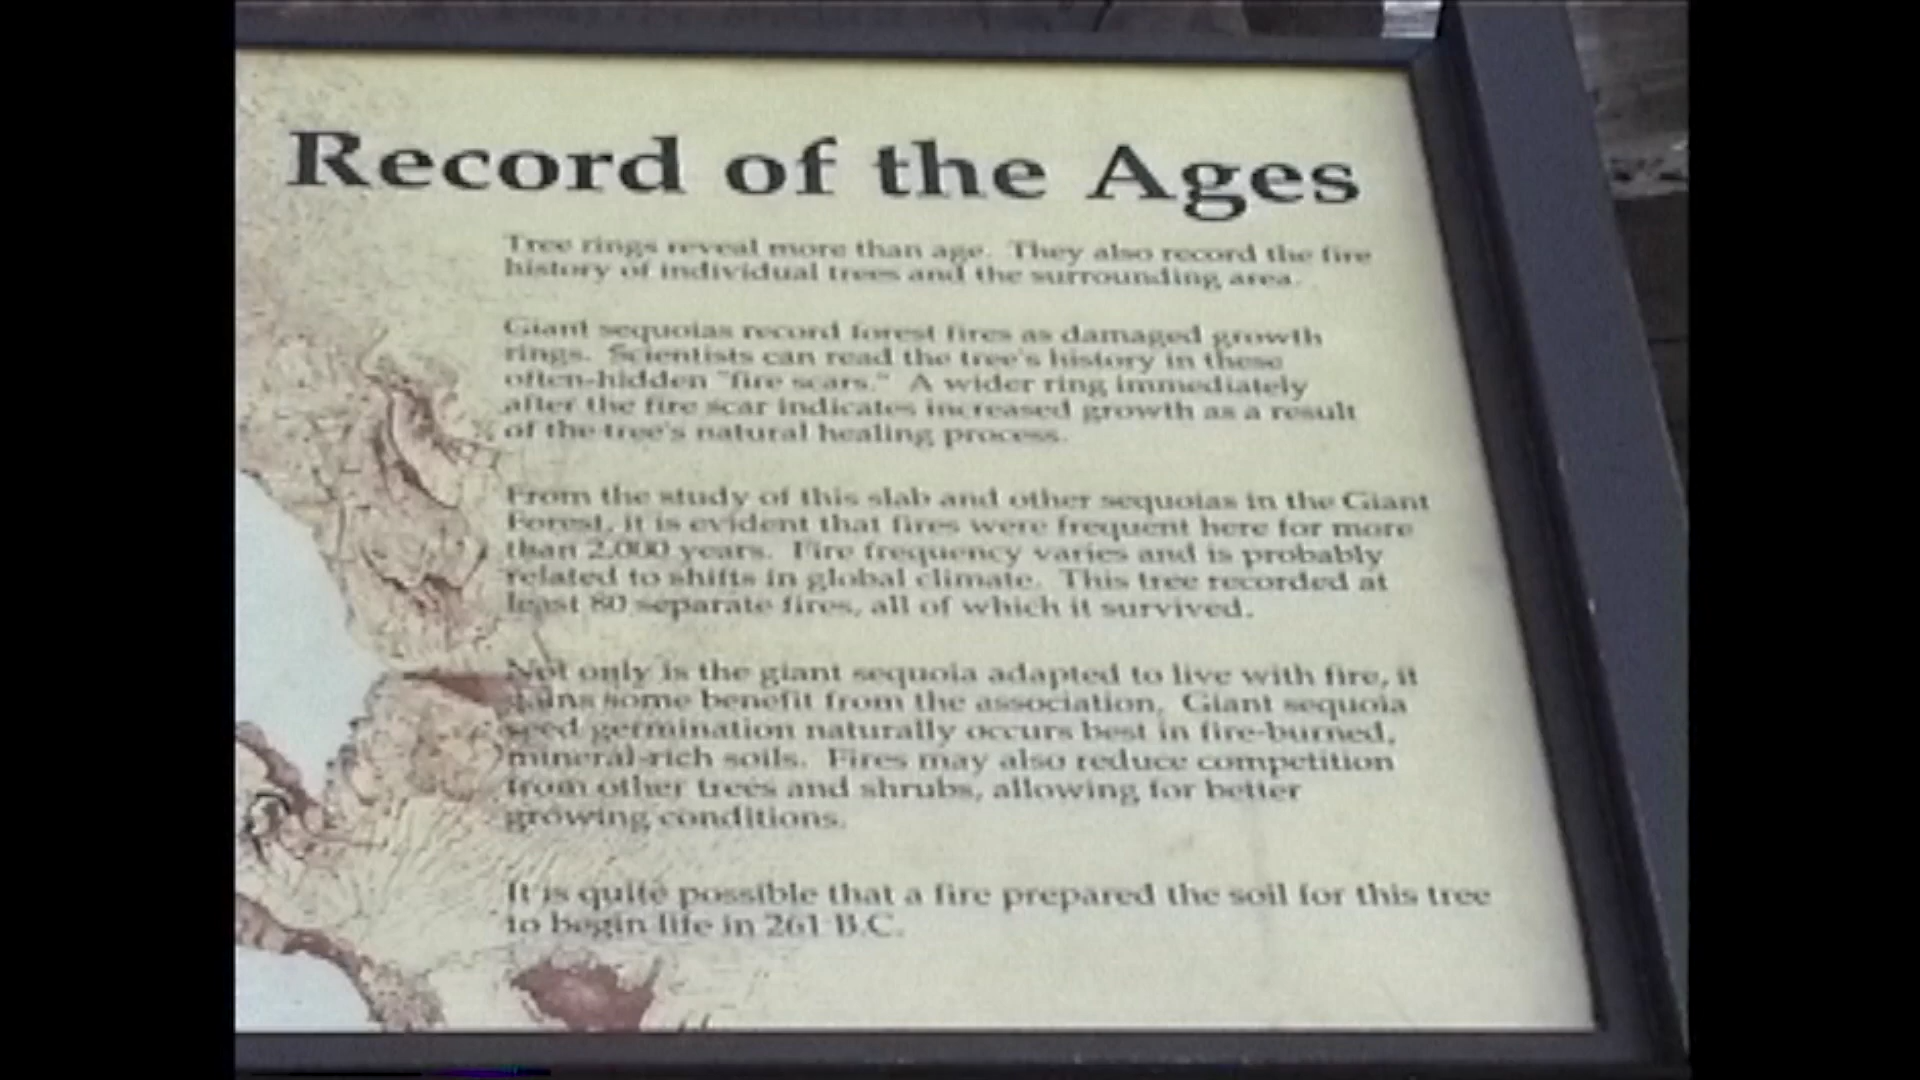 Record of the Ages
Tree rings reveal more than age. They also record the fire
history of individual trees and the surrounding area.
Giant sequoias record forest fires as damaged growth
rings. Scientists can read the tree's history in these
often-hidden "fire scars." A wider ring immediately
after the fire scar indicates increased growth as a result
of the tree's natural healing process.
From the study of this slab and other sequoias in the Giant
Forest, it is evident that fires were frequent here for more
than 2,000 years. Fire frequency varies and is probably
related to shifts in global climate. This tree recorded at
least 80 separate fires, all of which it survived.
Not only is the giant sequoia adapted to live with fire, it
gains some benefit from the association. Giant sequoia
seed germination naturally occurs best in fire-burned,
mineral-rich soils. Fires may also reduce competition
from other trees and shrubs, allowing for better
growing conditions.
It is quite possible that a fire prepared the soil for this tree
to begin life in 261 B.C.